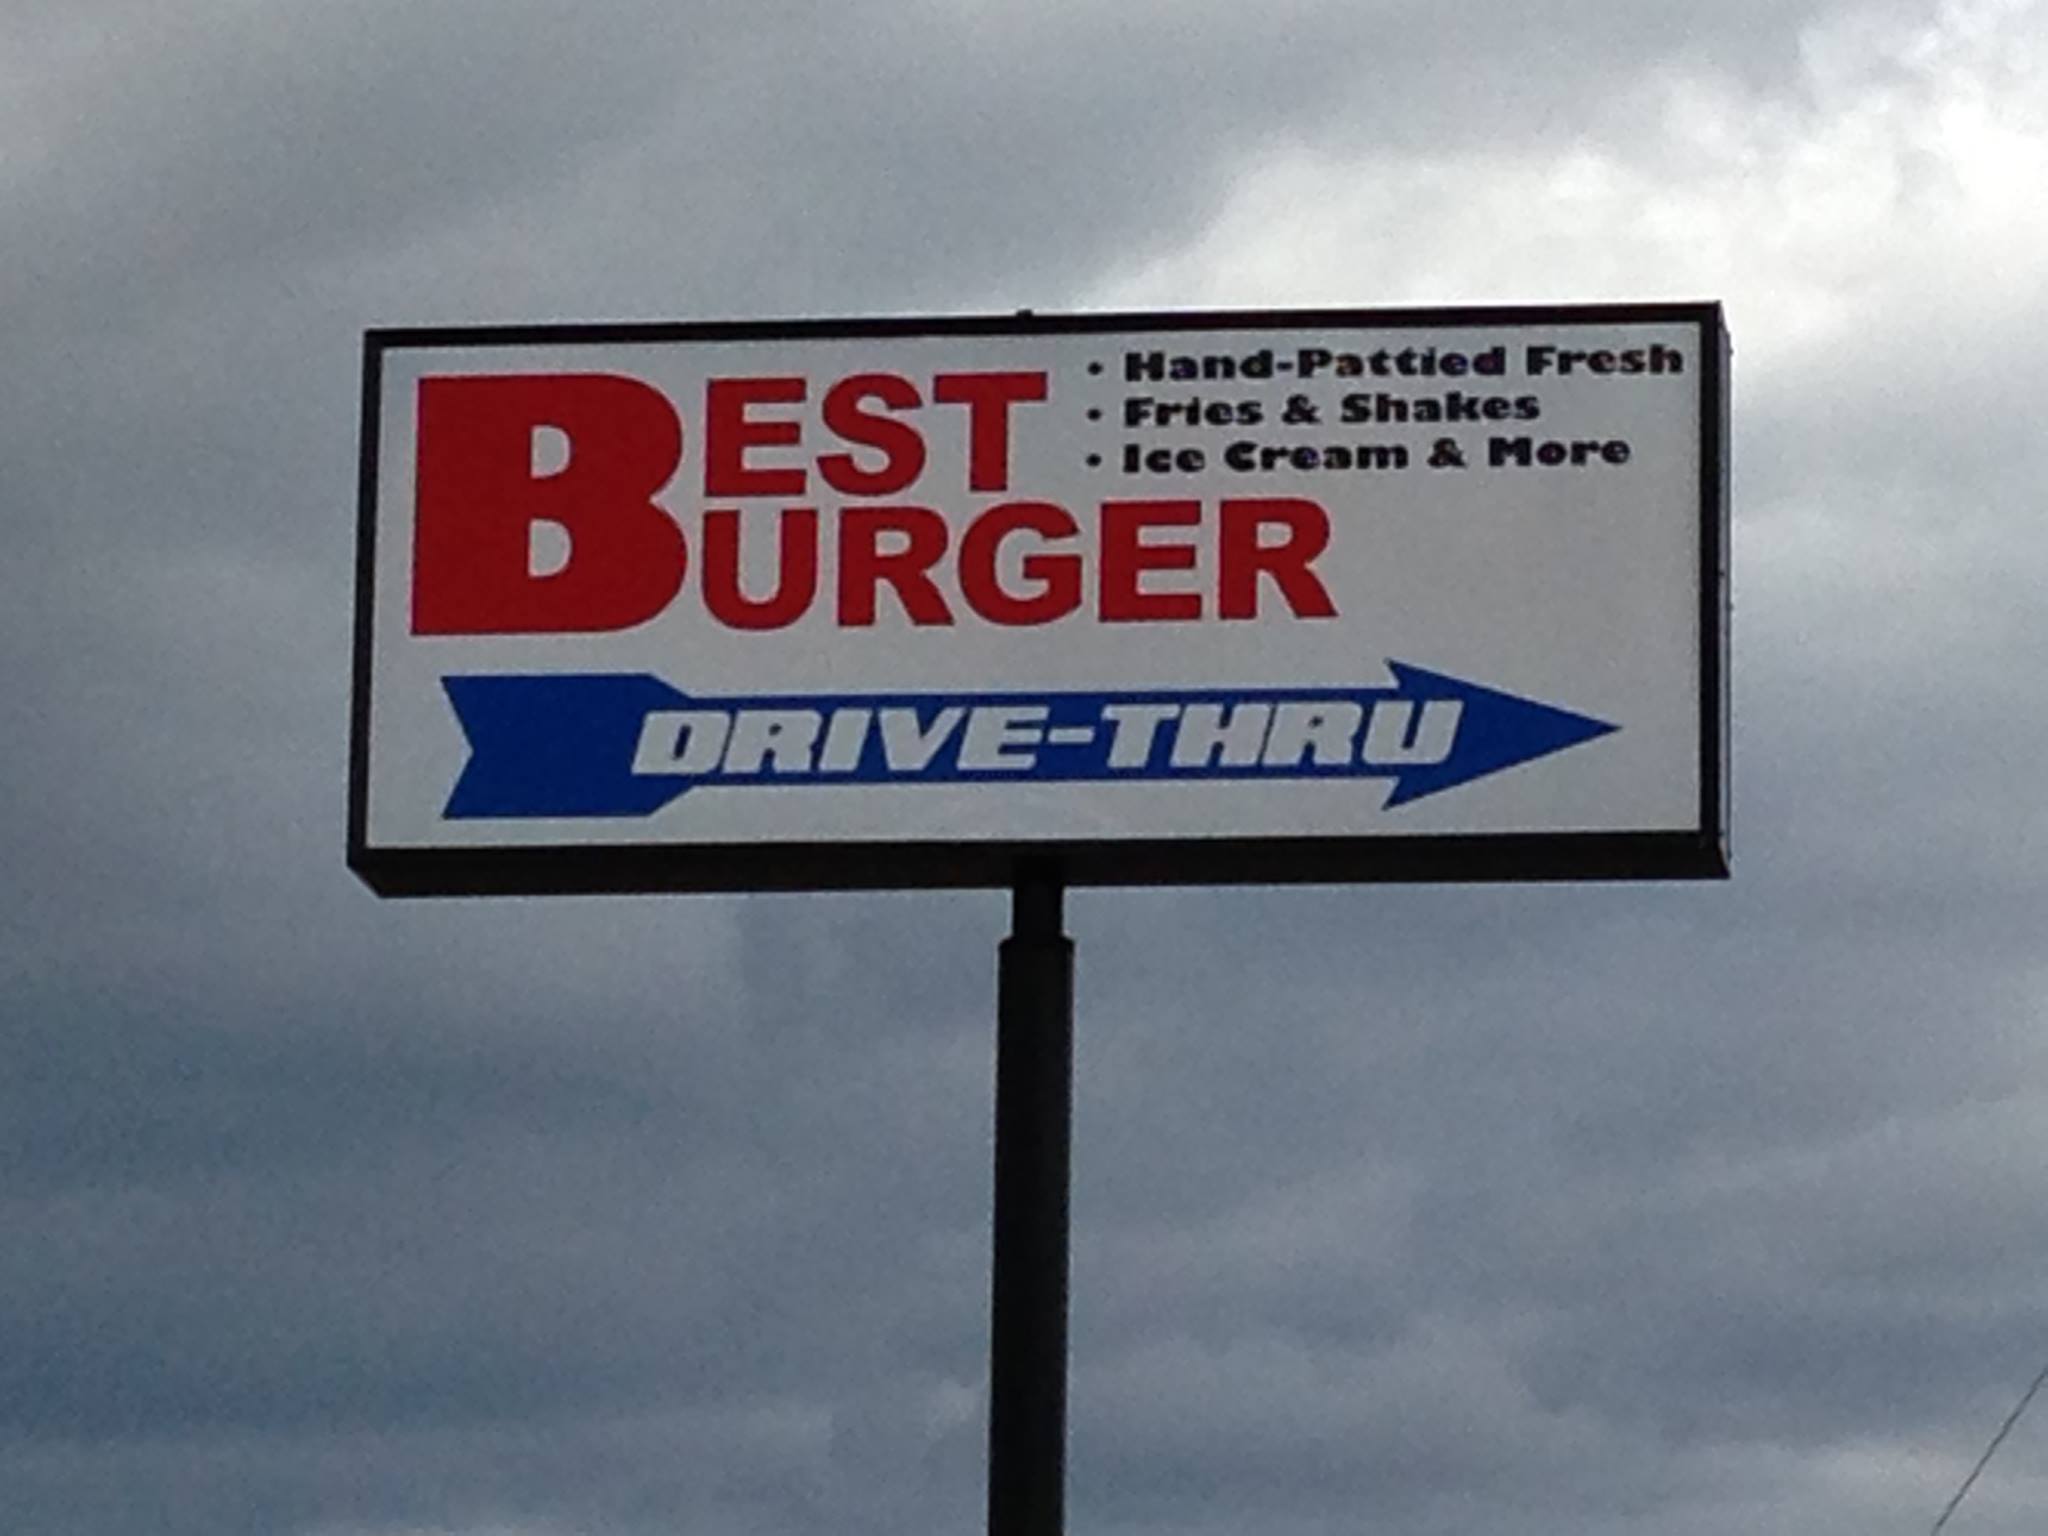 BEST
BURGER
• Hand-Pattied Fresh
• Fries & Shakes
• Ice Cream & More
DRIVE-THRU